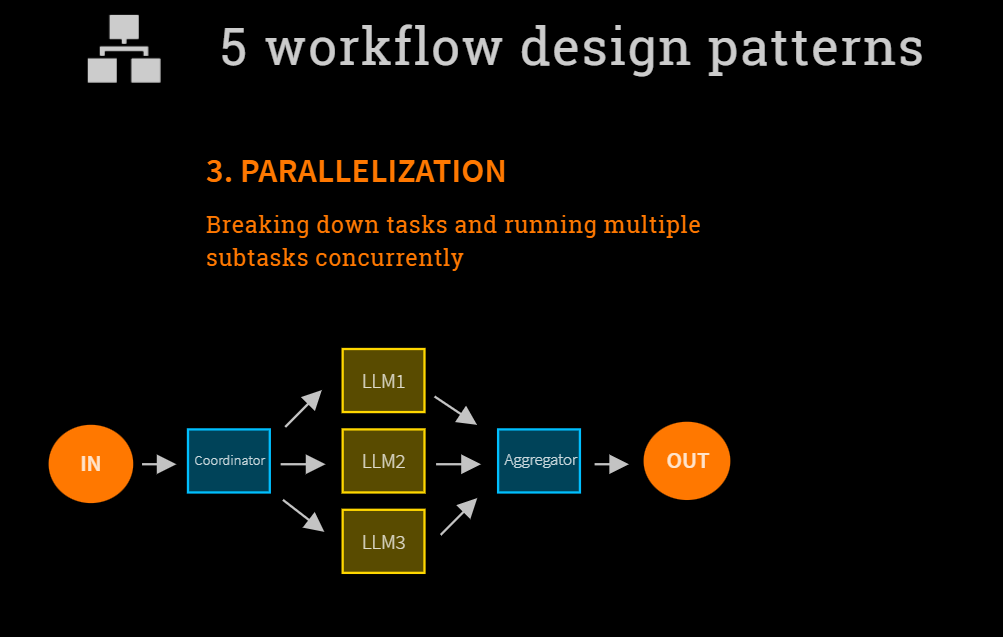 5 workflow design patterns
3. PARALLELIZATION
Breaking down tasks and running multiple
subtasks concurrently
IN
Coordinator
LLM1
LLM2
LLM3
Aggregator
OUT